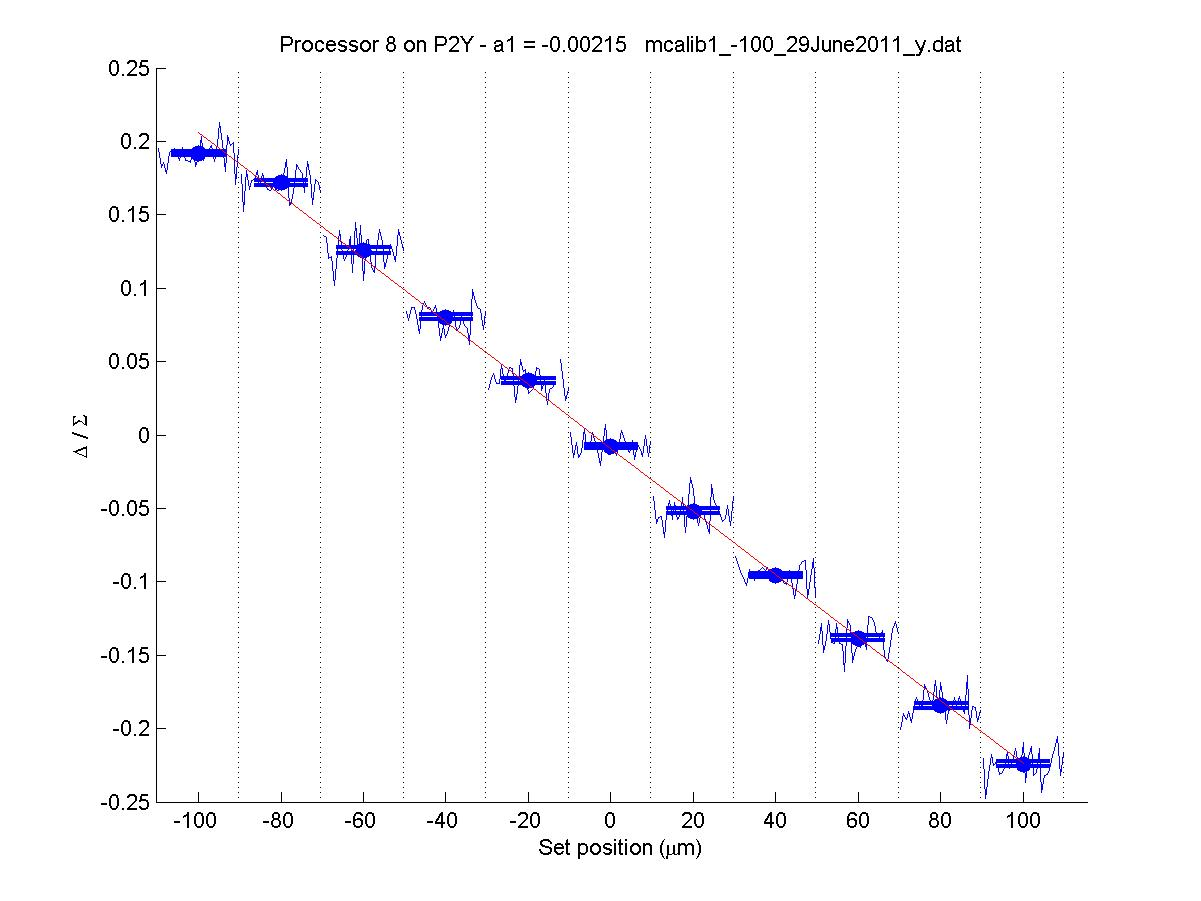 Processor 8 on P2Y - a1 = -0.00215   mcalib1_-100_29June2011_y.dat
0.25
0.2
0.15
0.1
0.05
0
-0.05
-0.1
-0.15
-0.2
-0.25
Δ / Σ
-100 -80 -60 -40 -20 0 20 40 60 80 100
Set position (μm)